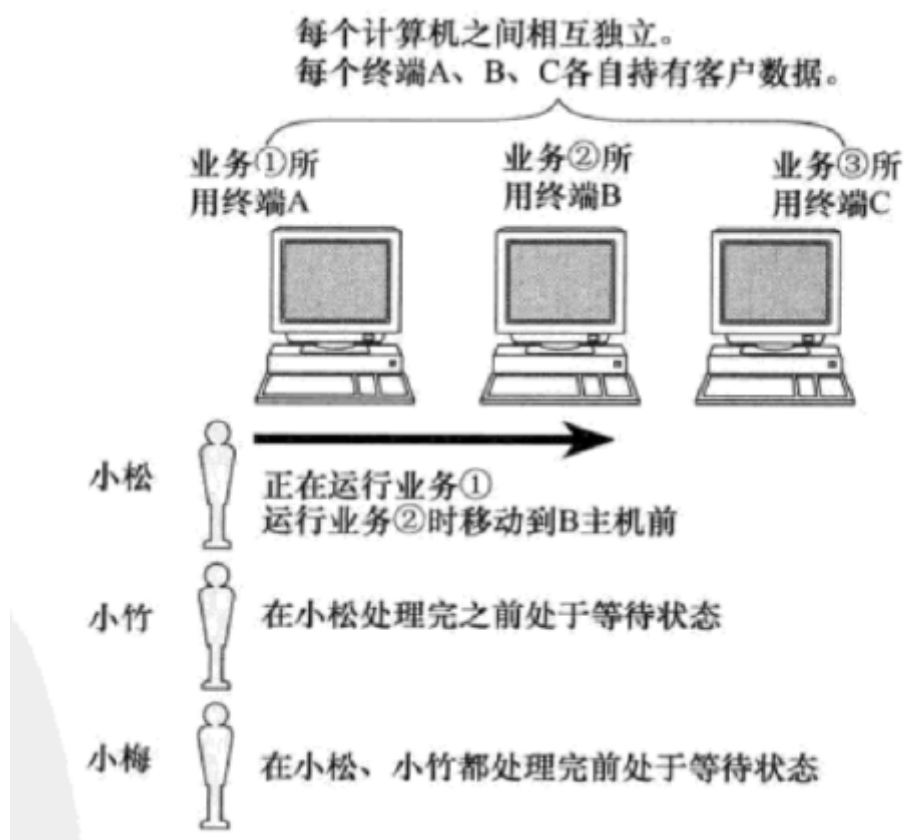 每个计算机之间相互独立。
每个终端A、B、C各自持有客户数据。
业务①所
用终端A
业务②所
用终端B
业务③所
用终端C
小松
正在运行业务①
运行业务②时移动到B主机前
小竹
在小松处理完之前处于等待状态
小梅
在小松、小竹都处理完前处于等待状态